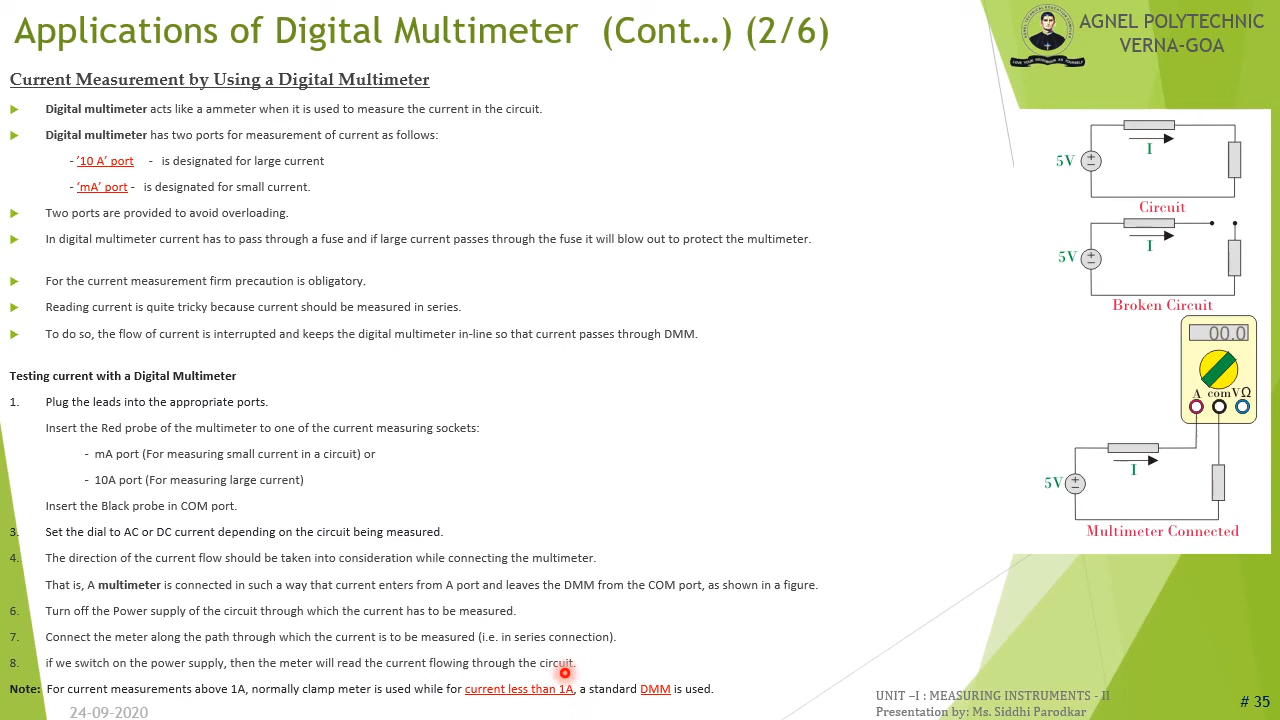 Applications of Digital Multimeter (Cont…) (2/6)
AGNEL POLYTECHNIC
VERNA-GOA
Current Measurement by Using a Digital Multimeter
Digital multimeter acts like a ammeter when it is used to measure the current in the circuit.
Digital multimeter has two ports for measurement of current as follows:
- ‘10 A’ port - is designated for large current
- ‘mA’ port - is designated for small current.
Two ports are provided to avoid overloading.
In digital multimeter current has to pass through a fuse and if large current passes through the fuse it will blow out to protect the multimeter.
For the current measurement firm precaution is obligatory.
Reading current is quite tricky because current should be measured in series.
To do so, the flow of current is interrupted and keeps the digital multimeter in-line so that current passes through DMM.
Testing current with a Digital Multimeter
1. Plug the leads into the appropriate ports.
Insert the Red probe of the multimeter to one of the current measuring sockets:
- mA port (For measuring small current in a circuit) or
- 10A port (For measuring large current)
Insert the Black probe in COM port.
3. Set the dial to AC or DC current depending on the circuit being measured.
4. The direction of the current flow should be taken into consideration while connecting the multimeter.
That is, A multimeter is connected in such a way that current enters from A port and leaves the DMM from the COM port, as shown in a figure.
6. Turn off the Power supply of the circuit through which the current has to be measured.
7. Connect the meter along the path through which the current is to be measured (i.e. in series connection).
8. if we switch on the power supply, then the meter will read the current flowing through the circuit.
Note: For current measurements above 1A, normally clamp meter is used while for current less than 1A, a standard DMM is used.
I
5V
Circuit
I
5V
Broken Circuit
00.0
A com VΩ
I
5V
Multimeter Connected
24-09-2020
UNIT –I : MEASURING INSTRUMENTS - II
Presentation by: Ms. Siddhi Parodkar
# 35